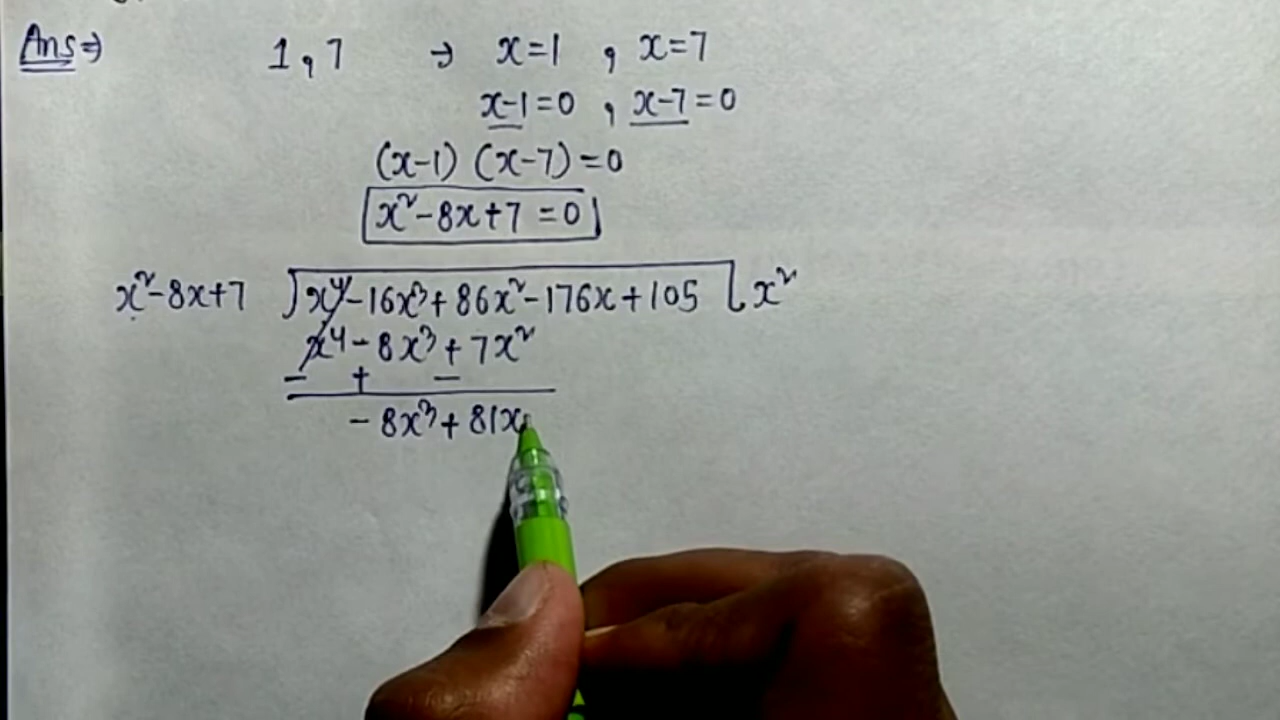 Ans⇒ 1, 7 → x=1 , x=7
x-1=0 , x-7=0
(x-1) (x-7)=0
x²-8x+7 =0
x²-8x+7 ) x⁴-16x³+86x²-176x+105 ( x²
x⁴-8x³+7x²
- + -
-8x³+81x